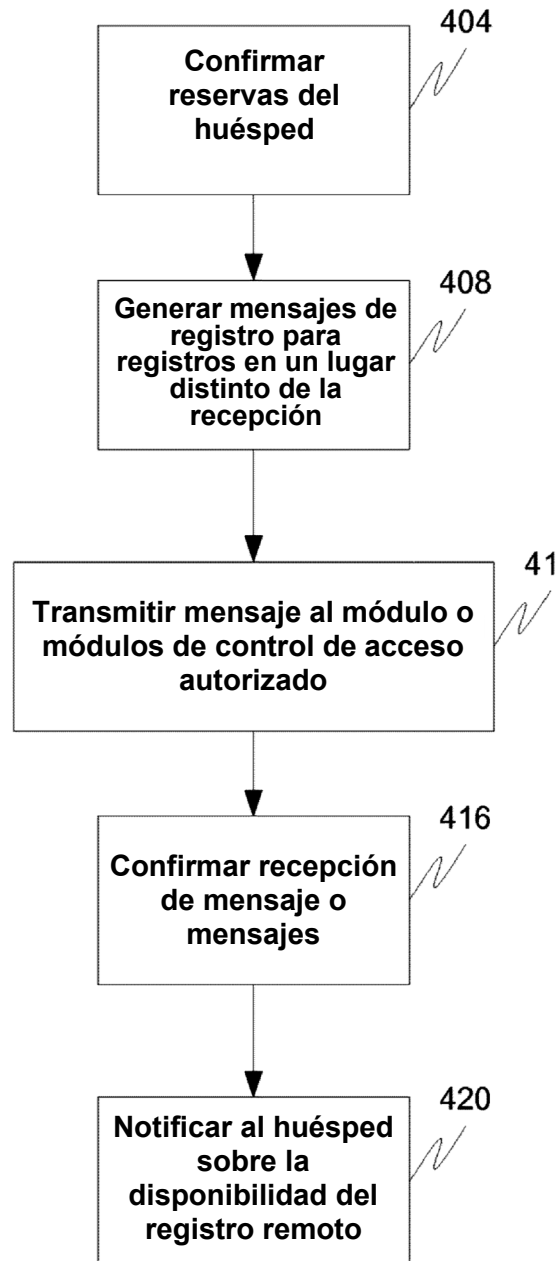 404
Confirmar
reservas del
huésped
408
Generar mensajes de
registro para
registros en un lugar
distinto de la
recepción
41
Transmitir mensaje al módulo o
módulos de control de acceso
autorizado
416
Confirmar recepción
de mensaje o
mensajes
420
Notificar al huésped
sobre la
disponibilidad del
registro remoto